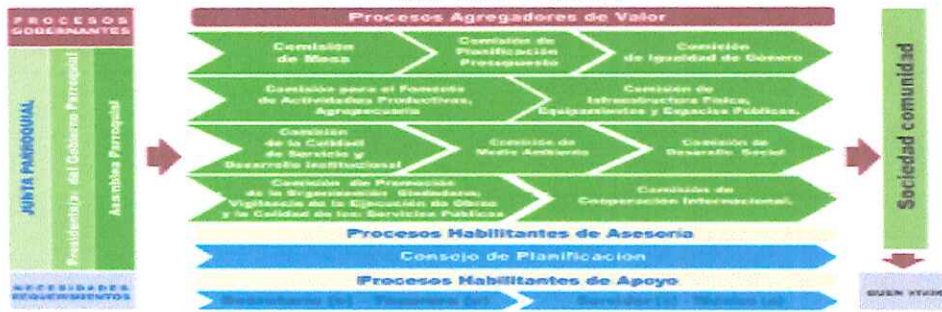 PROCESOS
GOBERNANTES
JUNTA PARROQUIAL
Presidente/a del Gobierno Parroquial
Asamblea Parroquial
NECESIDADES
REQUERIMIENTOS
Procesos Agregadores de Valor
Comisión
de Mesa
Comisión de
Planificación
Presupuesto
Comisión
de Igualdad de Género
Comisión para el Fomento
de Actividades Productivas,
Agropecuaria
Comisión de
Infraestructura Física,
Equipamientos y Espacios Públicos.
Comisión
de la Calidad
de Servicio y
Desarrollo Institucional
Comisión de
Medio Ambiente
Comisión de
Desarrollo Social
Comisión de Promoción
de la Organización Ciudadana;
Vigilancia de la Ejecución de Obras
y la Calidad de los Servicios Públicos
Comisión de
Cooperación Internacional.
Procesos Habilitantes de Asesoría
Consejo de Planificación
Procesos Habilitantes de Apoyo
Sociedad comunidad
BUEN VIVIR